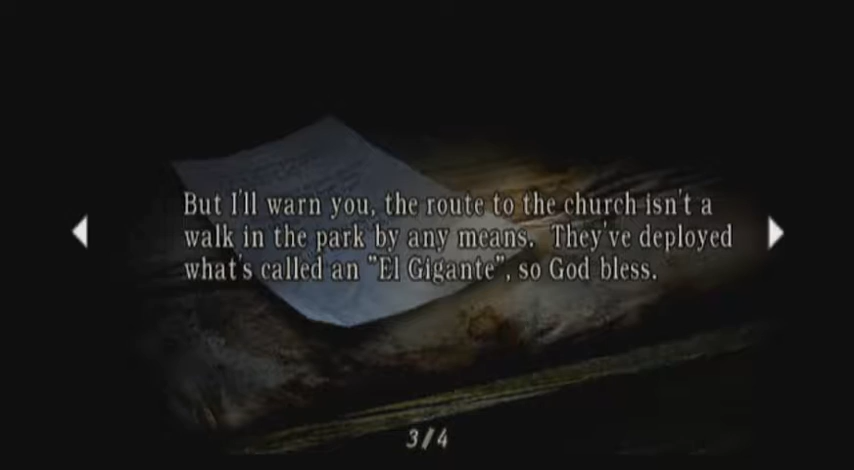 But I'll warn you, the route to the church isn't a
walk in the park by any means.  They've deployed
what's called an "El Gigante", so God bless.
3/4